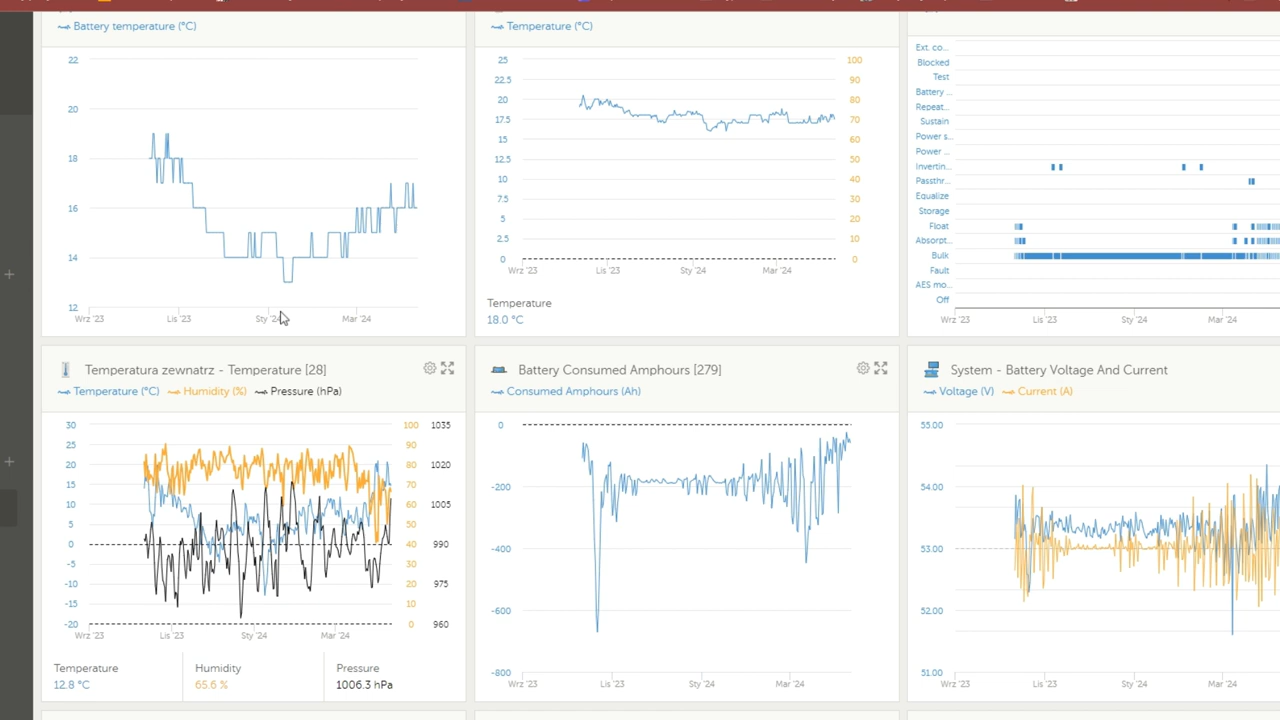 Battery temperature (°C)
22
20
18
16
14
12
Wrz '23
Lis '23
Sty '24
Mar '24
Temperature (°C)
25
22.5
20
17.5
15
12.5
10
7.5
5
2.5
0
100
90
80
70
60
50
40
30
20
10
0
Wrz '23
Lis '23
Sty '24
Mar '24
Temperature
18.0 °C
Ext. co...
Blocked
Test
Battery ...
Repeat...
Sustain
Power s...
Power ...
Invertin...
Passthr...
Equalize
Storage
Float
Absorpt...
Bulk
Fault
AES mo...
Off
Wrz '23
Lis '23
Sty '24
Mar '24
Temperatura zewnatrz - Temperature [28]
Temperature (°C) Humidity (%) Pressure (hPa)
30
25
20
15
10
5
0
-5
-10
-15
-20
100
90
80
70
60
50
40
30
20
10
0
1035
1020
1005
990
975
960
Wrz '23
Lis '23
Sty '24
Mar '24
Temperature
12.8 °C
Humidity
65.6 %
Pressure
1006.3 hPa
Battery Consumed Amphours [279]
Consumed Amphours (Ah)
0
-200
-400
-600
-800
Wrz '23
Lis '23
Sty '24
Mar '24
System - Battery Voltage And Current
Voltage (V) Current (A)
55.00
54.00
53.00
52.00
51.00
Wrz '23
Lis '23
Sty '24
Mar '24